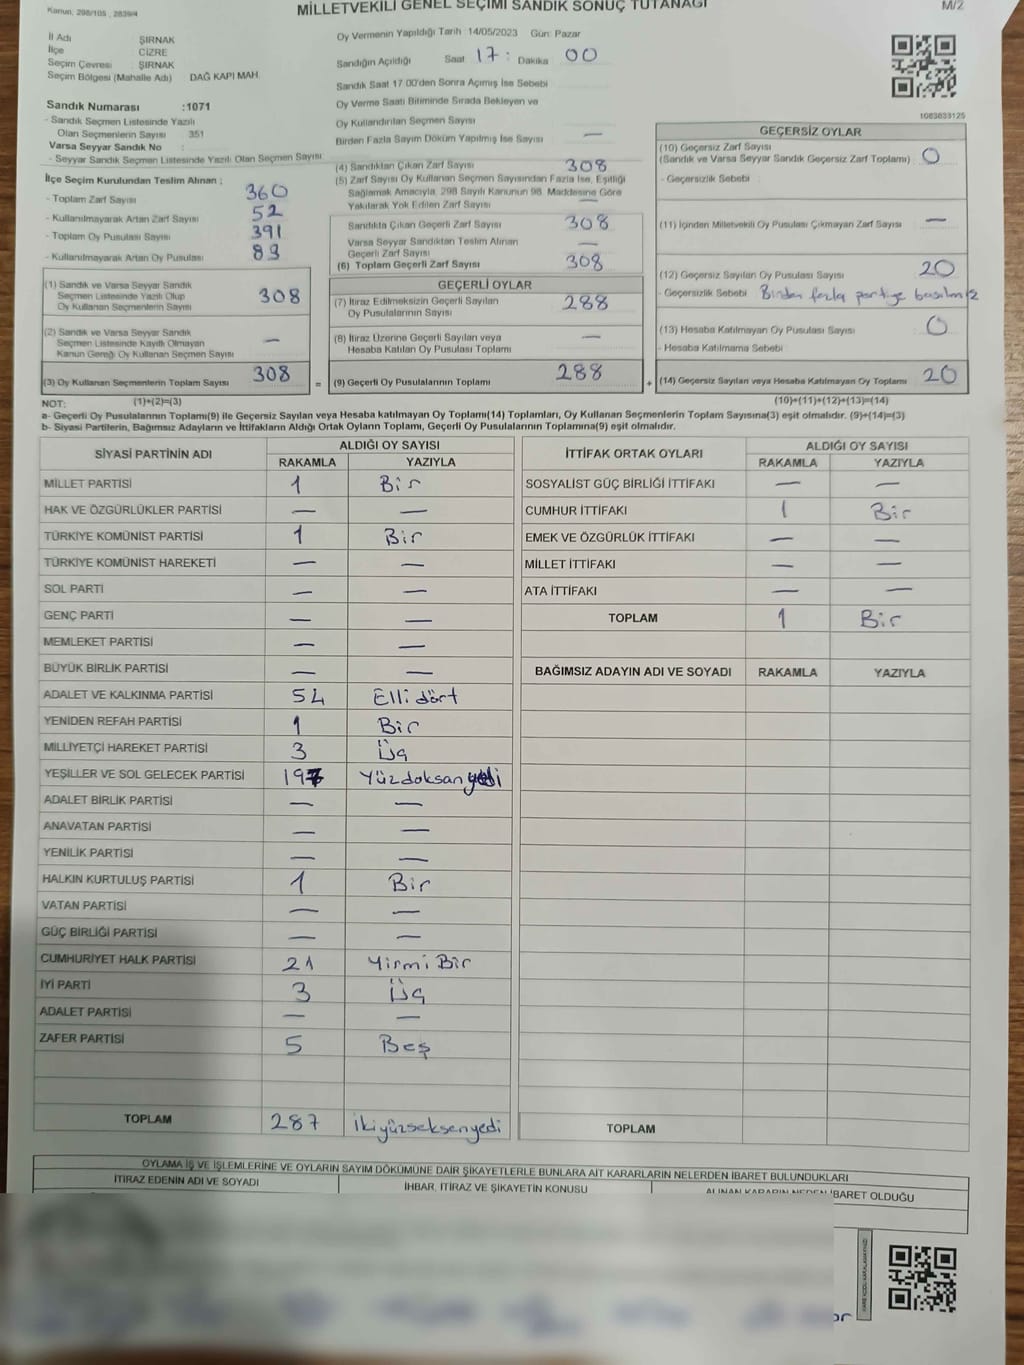 Kanun: 298/105 , 2839/4
MİLLETVEKİLİ GENEL SEÇİMİ SANDIK SONUÇ TUTANAĞI
M/2
İl Adı ŞIRNAK
İlçe CİZRE
Seçim Çevresi ŞIRNAK
Seçim Bölgesi (Mahalle Adı) DAĞ KAPI MAH.
Sandık Numarası :1071
- Sandık Seçmen Listesinde Yazılı
Olan Seçmenlerin Sayısı 351
Varsa Seyyar Sandık No :
- Seyyar Sandık Seçmen Listesinde Yazılı Olan Seçmen Sayısı
İlçe Seçim Kurulundan Teslim Alınan ;
- Toplam Zarf Sayısı 360
- Kullanılmayarak Artan Zarf Sayısı 52
- Toplam Oy Pusulası Sayısı 391
- Kullanılmayarak Artan Oy Pusulası 83
(1) Sandık ve Varsa Seyyar Sandık
Seçmen Listesinde Yazılı Olup
Oy Kullanan Seçmenlerin Sayısı 308
(2) Sandık ve Varsa Seyyar Sandık
Seçmen Listesinde Kayıtlı Olmayan
Kanun Gereği Oy Kullanan Seçmen Sayısı —
(3) Oy Kullanan Seçmenlerin Toplam Sayısı 308
Oy Vermenin Yapıldığı Tarih :14/05/2023 Gün: Pazar
Sandığın Açıldığı Saat 17 : Dakika 00
Sandık Saat 17.00'den Sonra Açılmış İse Sebebi
Oy Verme Saati Bitiminde Sırada Bekleyen ve
Oy Kullandırılan Seçmen Sayısı
Birden Fazla Sayım Döküm Yapılmış İse Sayısı —
(4) Sandıktan Çıkan Zarf Sayısı 308
(5) Zarf Sayısı Oy Kullanan Seçmen Sayısından Fazla İse, Eşitliği
Sağlamak Amacıyla, 298 Sayılı Kanunun 98. Maddesine Göre
Yakılarak Yok Edilen Zarf Sayısı —
Sandıkta Çıkan Geçerli Zarf Sayısı 308
Varsa Seyyar Sandıktan Teslim Alınan
Geçerli Zarf Sayısı —
(6) Toplam Geçerli Zarf Sayısı 308
GEÇERLİ OYLAR
(7) İtiraz Edilmeksizin Geçerli Sayılan
Oy Pusulalarının Sayısı 288
(8) İtiraz Üzerine Geçerli Sayılan veya
Hesaba Katılan Oy Pusulası Toplamı —
= (9) Geçerli Oy Pusulalarının Toplamı 288
1083833125
GEÇERSİZ OYLAR
(10) Geçersiz Zarf Sayısı
(Sandık ve Varsa Seyyar Sandık Geçersiz Zarf Toplamı) 0
- Geçersizlik Sebebi :
(11) İçinden Milletvekili Oy Pusulası Çıkmayan Zarf Sayısı —
(12) Geçersiz Sayılan Oy Pusulası Sayısı 20
- Geçersizlik Sebebi Birden fazla partiye basılmız
(13) Hesaba Katılmayan Oy Pusulası Sayısı 0
- Hesaba Katılmama Sebebi
+ (14) Geçersiz Sayılan veya Hesaba Katılmayan Oy Toplamı 20
NOT: (1)+(2)=(3) (10)+(11)+(12)+(13)=(14)
a- Geçerli Oy Pusulalarının Toplamı(9) ile Geçersiz Sayılan veya Hesaba katılmayan Oy Toplamı(14) Toplamları, Oy Kullanan Seçmenlerin Toplam Sayısına(3) eşit olmalıdır. (9)+(14)=(3)
b- Siyasi Partilerin, Bağımsız Adayların ve İttifakların Aldığı Ortak Oyların Toplamı, Geçerli Oy Pusulalarının Toplamına(9) eşit olmalıdır.
SİYASİ PARTİNİN ADI ALDIĞI OY SAYISI
RAKAMLA YAZIYLA
MİLLET PARTİSİ 1 Bir
HAK VE ÖZGÜRLÜKLER PARTİSİ — —
TÜRKİYE KOMÜNİST PARTİSİ 1 Bir
TÜRKİYE KOMÜNİST HAREKETİ — —
SOL PARTİ — —
GENÇ PARTİ — —
MEMLEKET PARTİSİ — —
BÜYÜK BİRLİK PARTİSİ — —
ADALET VE KALKINMA PARTİSİ 54 Elli dört
YENİDEN REFAH PARTİSİ 1 Bir
MİLLİYETÇİ HAREKET PARTİSİ 3 Üç
YEŞİLLER VE SOL GELECEK PARTİSİ 197 Yüzdoksanyedi
ADALET BİRLİK PARTİSİ — —
ANAVATAN PARTİSİ — —
YENİLİK PARTİSİ — —
HALKIN KURTULUŞ PARTİSİ 1 Bir
VATAN PARTİSİ — —
GÜÇ BİRLİĞİ PARTİSİ — —
CUMHURİYET HALK PARTİSİ 21 Yirmi Bir
İYİ PARTİ 3 Üç
ADALET PARTİSİ — —
ZAFER PARTİSİ 5 Beş
TOPLAM 287 İkiyüzseksenyedi
İTTİFAK ORTAK OYLARI ALDIĞI OY SAYISI
RAKAMLA YAZIYLA
SOSYALİST GÜÇ BİRLİĞİ İTTİFAKI — —
CUMHUR İTTİFAKI 1 Bir
EMEK VE ÖZGÜRLÜK İTTİFAKI — —
MİLLET İTTİFAKI — —
ATA İTTİFAKI — —
TOPLAM 1 Bir
BAĞIMSIZ ADAYIN ADI VE SOYADI RAKAMLA YAZIYLA
TOPLAM
OYLAMA İŞ VE İŞLEMLERİNE VE OYLARIN SAYIM DÖKÜMÜNE DAİR ŞİKAYETLERLE BUNLARA AİT KARARLARIN NELERDEN İBARET BULUNDUKLARI
İTİRAZ EDENİN ADI VE SOYADI İHBAR, İTİRAZ VE ŞİKAYETİN KONUSU ALINAN KARARIN NEDEN İBARET OLDUĞU